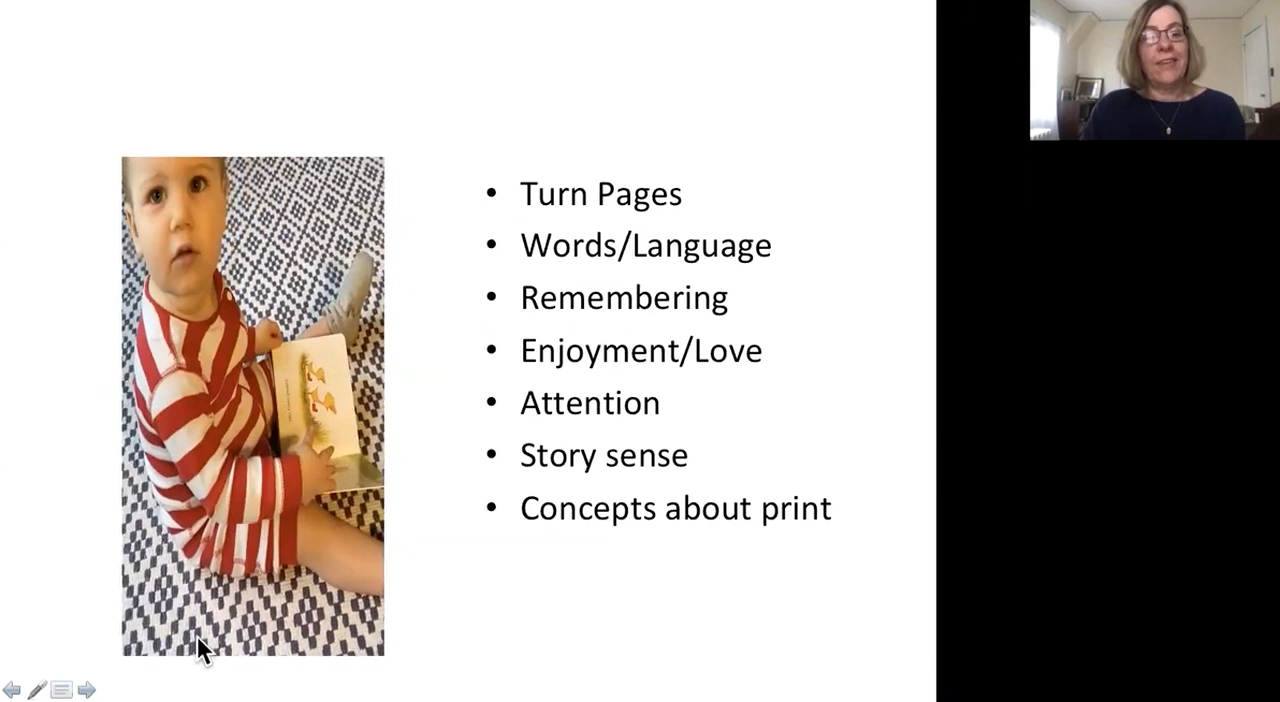 • Turn Pages
• Words/Language
• Remembering
• Enjoyment/Love
• Attention
• Story sense
• Concepts about print